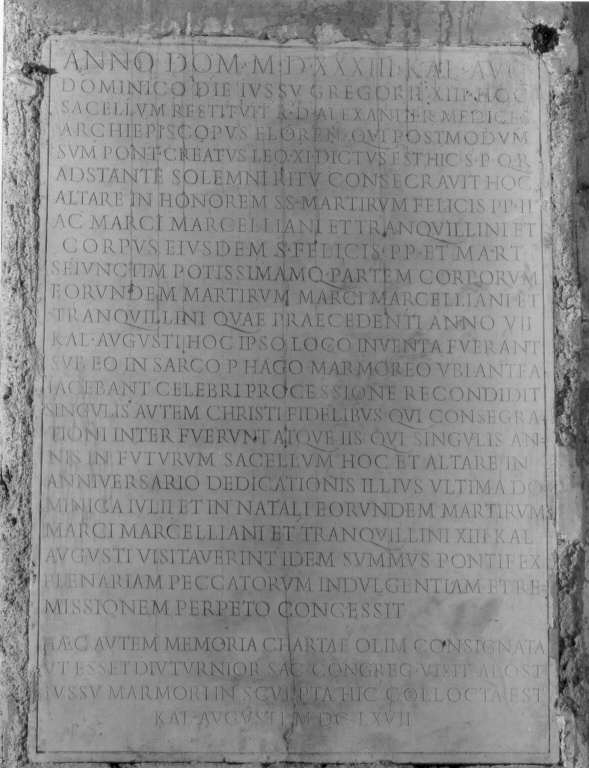 ANNO DOM·M·D·XXXIII·KAL·AVG
DOMINICO DIE IVSSV GREGORII XIII·HOC
SACELLVM RESTITVIT R·D·ALEXANDER MEDICES
ARCHIEPISCOPVS FLOREN·QVI POSTMODVM
SVM PONT·CREATVS LEO·XI·DICTVS EST HIC S·P·Q·R
ADSTANTE SOLEMNI RITV CONSECRAVIT HOC
ALTARE IN HONOREM SS·MARTIRVM FELICIS PP·II
AC MARCI MARCELLIANI ET TRANQVILLINI ET
CORPVS EIVSDEM S·FELICIS·PP·ET MART
SEIVNCTIM POTISSIMAMQ·PARTEM CORPORVM
EORVNDEM MARTIRVM MARCI MARCELLIANI ET
TRANQVILLINI QVAE PRAECEDENTI ANNO VII
KAL·AVGVSTI HOC IPSO LOCO INVENTA FVERANT
SVB EO IN SARCOPHAGO MARMOREO VBI ANTEA
IACEBANT CELEBRI PROCESSIONE RECONDIDIT
SINGVLIS AVTEM CHRISTI FIDELIBVS QVI CONSEGRA=
TIONI INTERFVERVNT ATQVE IIS QVI SINGVLIS AN=
NIS IN FVTVRVM SACELLVM HOC ET ALTARE IN
ANNIVERSARIO DEDICATIONIS ILLIVS VLTIMA DO=
MINICA IVLII ET IN NATALI EORVNDEM MARTIRVM
MARCI MARCELLIANI ET TRANQVILLINI XIII·KAL
AVGVSTI VISITAVERINT IDEM SVMMVS PONTIFEX
PLENARIAM PECCATORVM INDVLGENTIAM ET RE=
MISSIONEM PERPETO CONCESSIT
HÆC AVTEM MEMORIA CHARTAE OLIM CONSIGNATA
VT ESSET DIVTVRNIOR SAC·CONGREG·VISIT·APOST
IVSSV MARMORI INSCVLPTA HIC COLLOCTA EST
KAL·AVGVSTI M·DC·LXVII